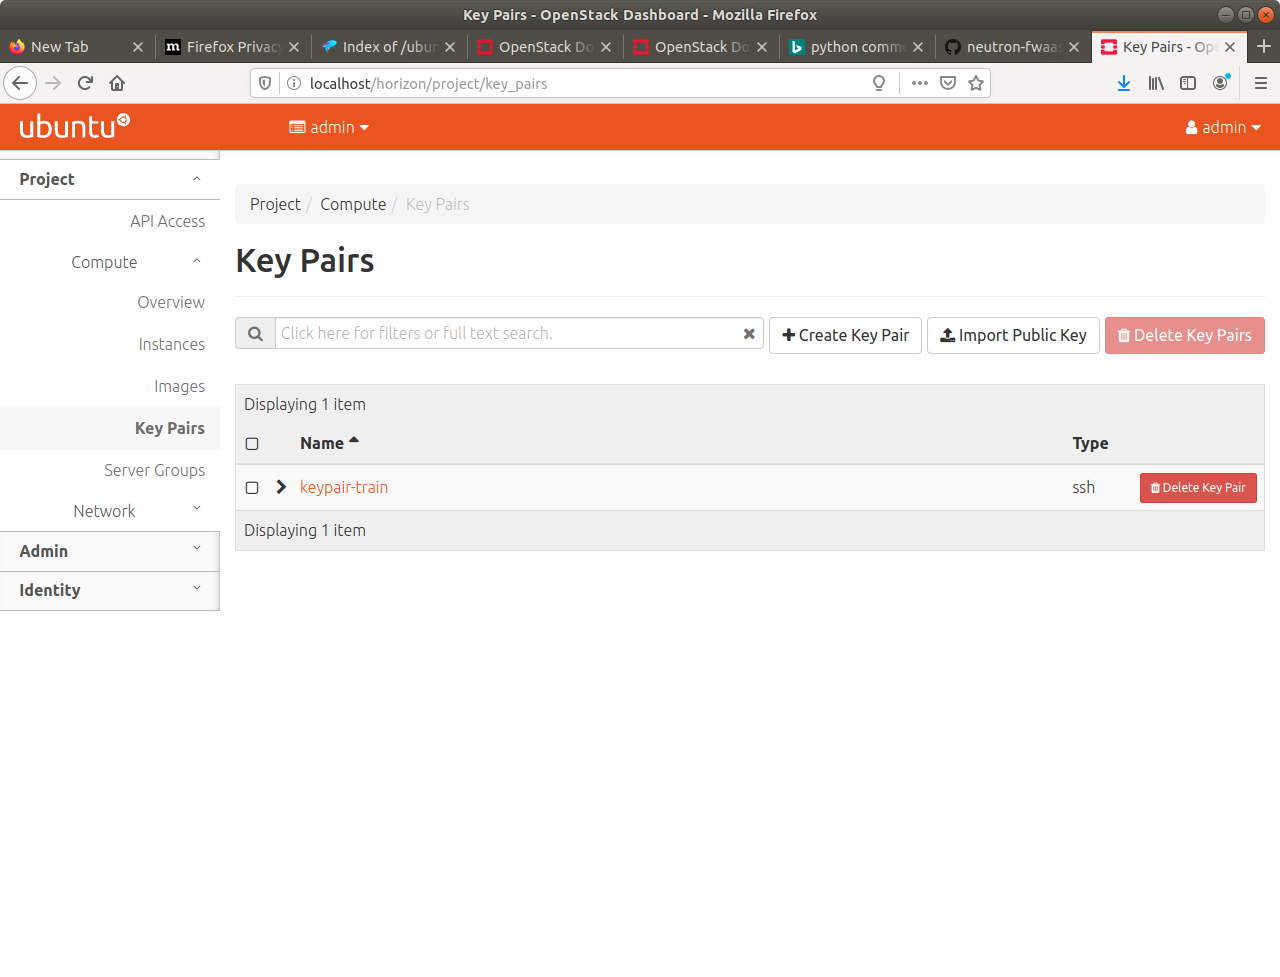 Key Pairs - OpenStack Dashboard - Mozilla Firefox
New Tab
Firefox Privac
Index of /ubun
OpenStack Do
OpenStack Do
python comme
neutron-fwaas
Key Pairs - Ope
localhost/horizon/project/key_pairs
ubuntu
admin
admin
Project
API Access
Compute
Overview
Instances
Images
Key Pairs
Server Groups
Network
Admin
Identity
Project / Compute / Key Pairs
Key Pairs
Click here for filters or full text search.
Create Key Pair
Import Public Key
Delete Key Pairs
Displaying 1 item
Name Type
keypair-train ssh Delete Key Pair
Displaying 1 item